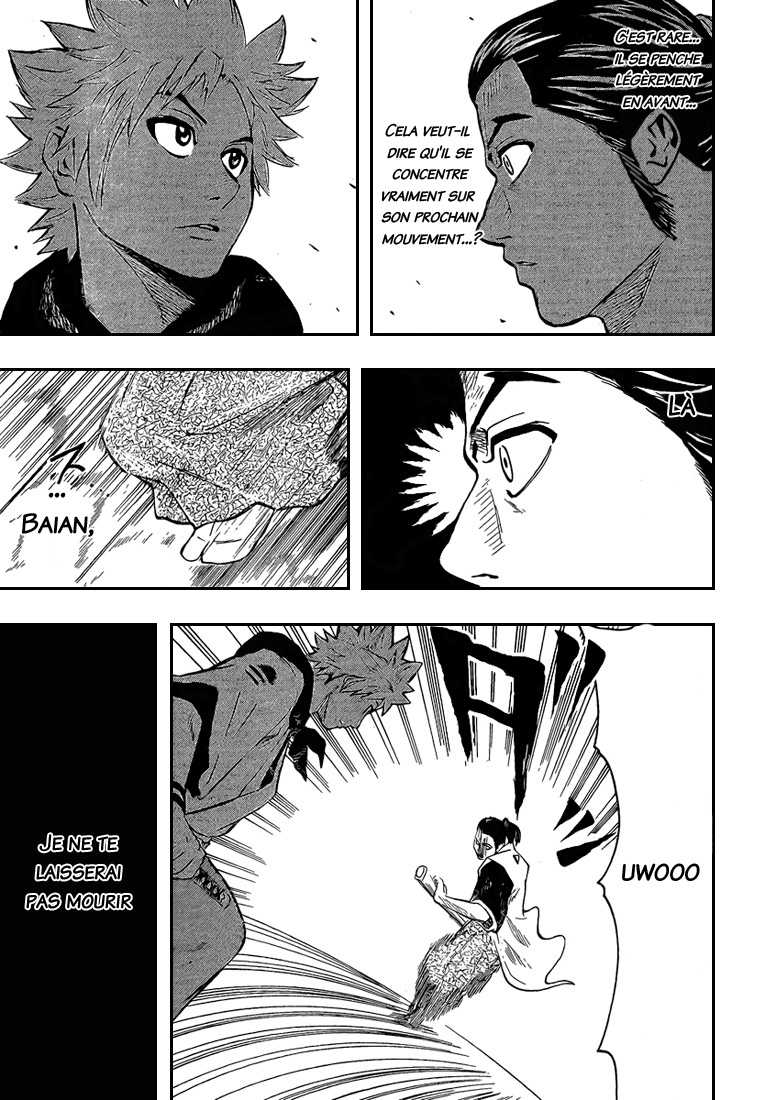 C'EST RARE...
IL SE PENCHE
LÉGÈREMENT
EN AVANT...
CELA VEUT-IL
DIRE QU'IL SE
CONCENTRE
VRAIMENT SUR
SON PROCHAIN
MOUVEMENT...?
LÀ
...
BAIAN,
UWOOO
JE NE TE
LAISSERAI
PAS MOURIR